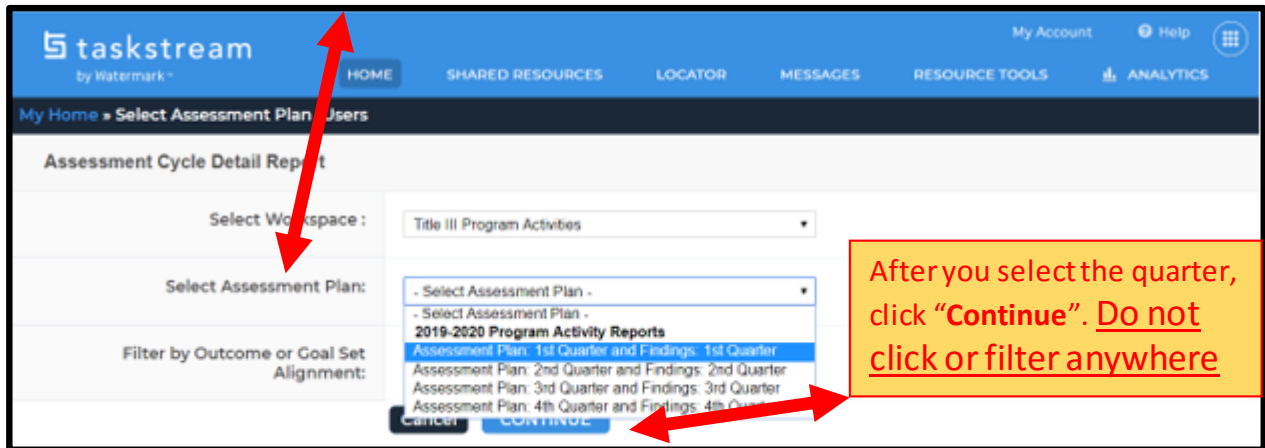 My Account Help
taskstream
by Watermark™
HOME SHARED RESOURCES LOCATOR MESSAGES RESOURCE TOOLS ANALYTICS
My Home » Select Assessment Plan Users
Assessment Cycle Detail Report
Select Workspace : Title III Program Activities
Select Assessment Plan: - Select Assessment Plan -
- Select Assessment Plan -
2019-2020 Program Activity Reports
Assessment Plan: 1st Quarter and Findings: 1st Quarter
Assessment Plan: 2nd Quarter and Findings: 2nd Quarter
Assessment Plan: 3rd Quarter and Findings: 3rd Quarter
Assessment Plan: 4th Quarter and Findings: 4th Quarter
Filter by Outcome or Goal Set
Alignment:
Cancel CONTINUE
After you select the quarter,
click “Continue”. Do not
click or filter anywhere